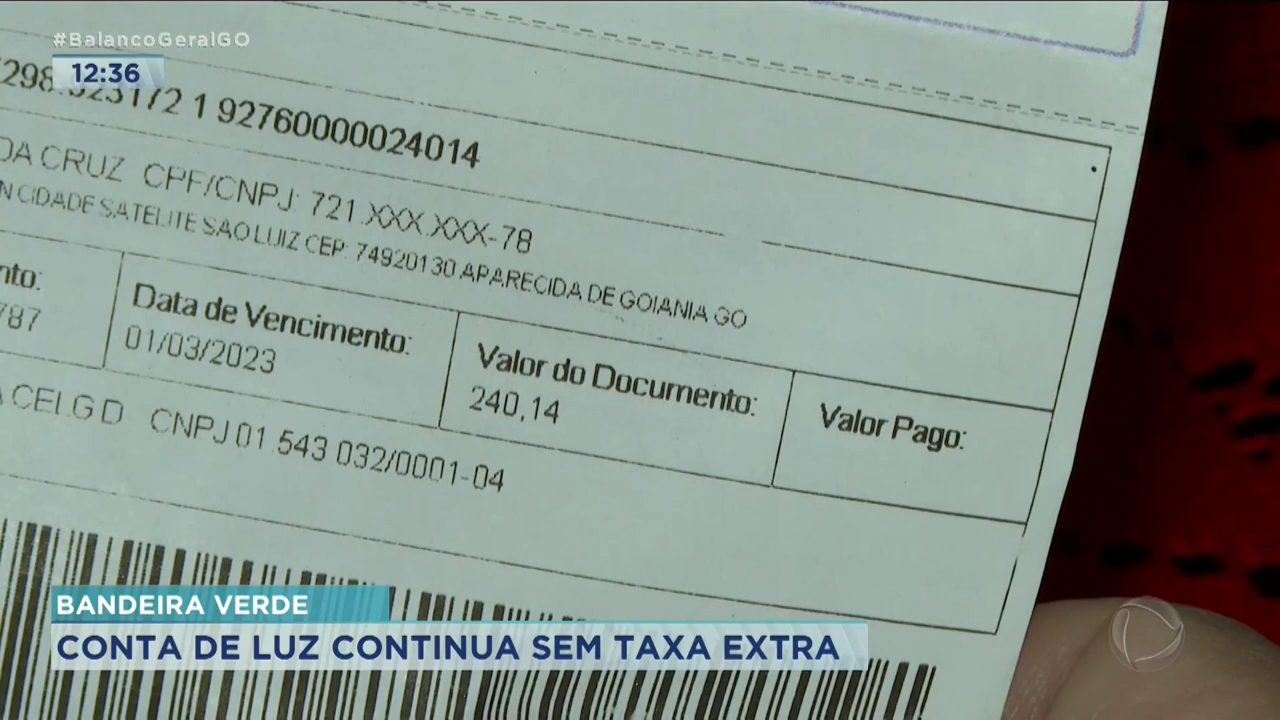 #BalancoGeralGO
12:36
1 92760000024014
DA CRUZ CPF/CNPJ: 721.XXX.XXX-78
CIDADE SATELITE SAO LUIZ CEP: 74920130 APARECIDA DE GOIANIA GO
Data de Vencimento: Valor do Documento: Valor Pago:
787 01/03/2023 240,14
CELG D CNPJ 01 543 032/0001-04
BANDEIRA VERDE
CONTA DE LUZ CONTINUA SEM TAXA EXTRA